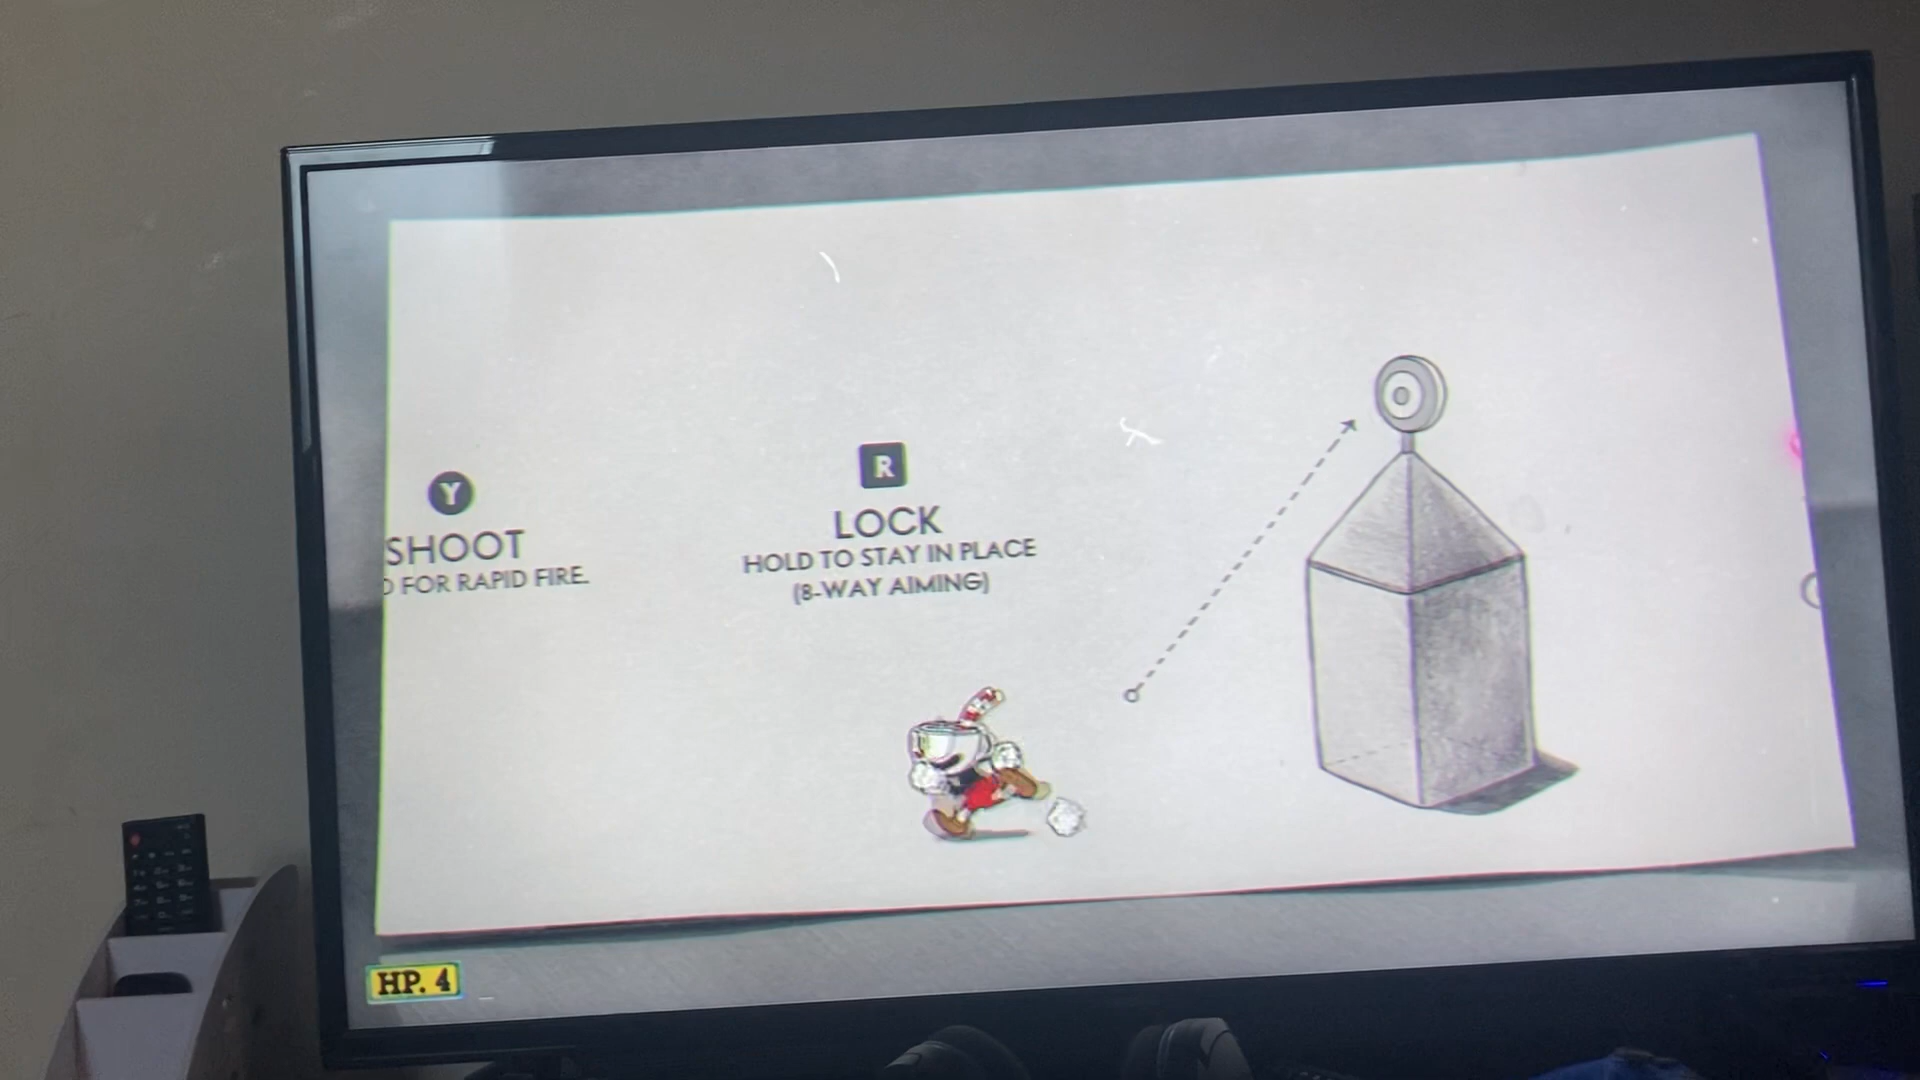 Y
SHOOT
FOR RAPID FIRE.
R
LOCK
HOLD TO STAY IN PLACE
(8-WAY AIMING)
HP. 4